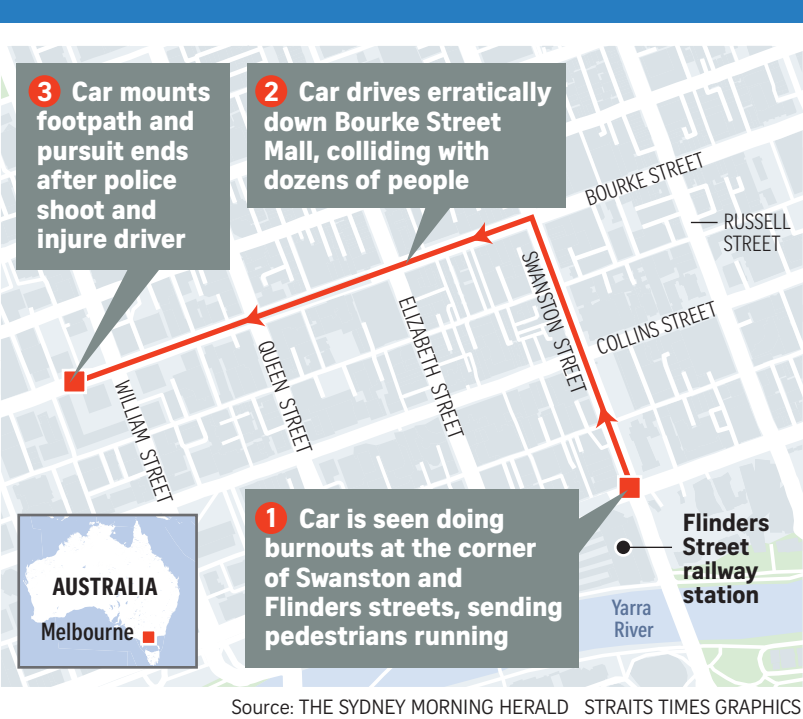 3 Car mounts
footpath and
pursuit ends
after police
shoot and
injure driver
2 Car drives erratically
down Bourke Street
Mall, colliding with
dozens of people
BOURKE STREET
RUSSELL
STREET
SWANSTON STREET
COLLINS STREET
ELIZABETH STREET
QUEEN STREET
WILLIAM STREET
1 Car is seen doing
burnouts at the corner
of Swanston and
Flinders streets, sending
pedestrians running
Flinders
Street
railway
station
Yarra
River
AUSTRALIA
Melbourne
Source: THE SYDNEY MORNING HERALD STRAITS TIMES GRAPHICS